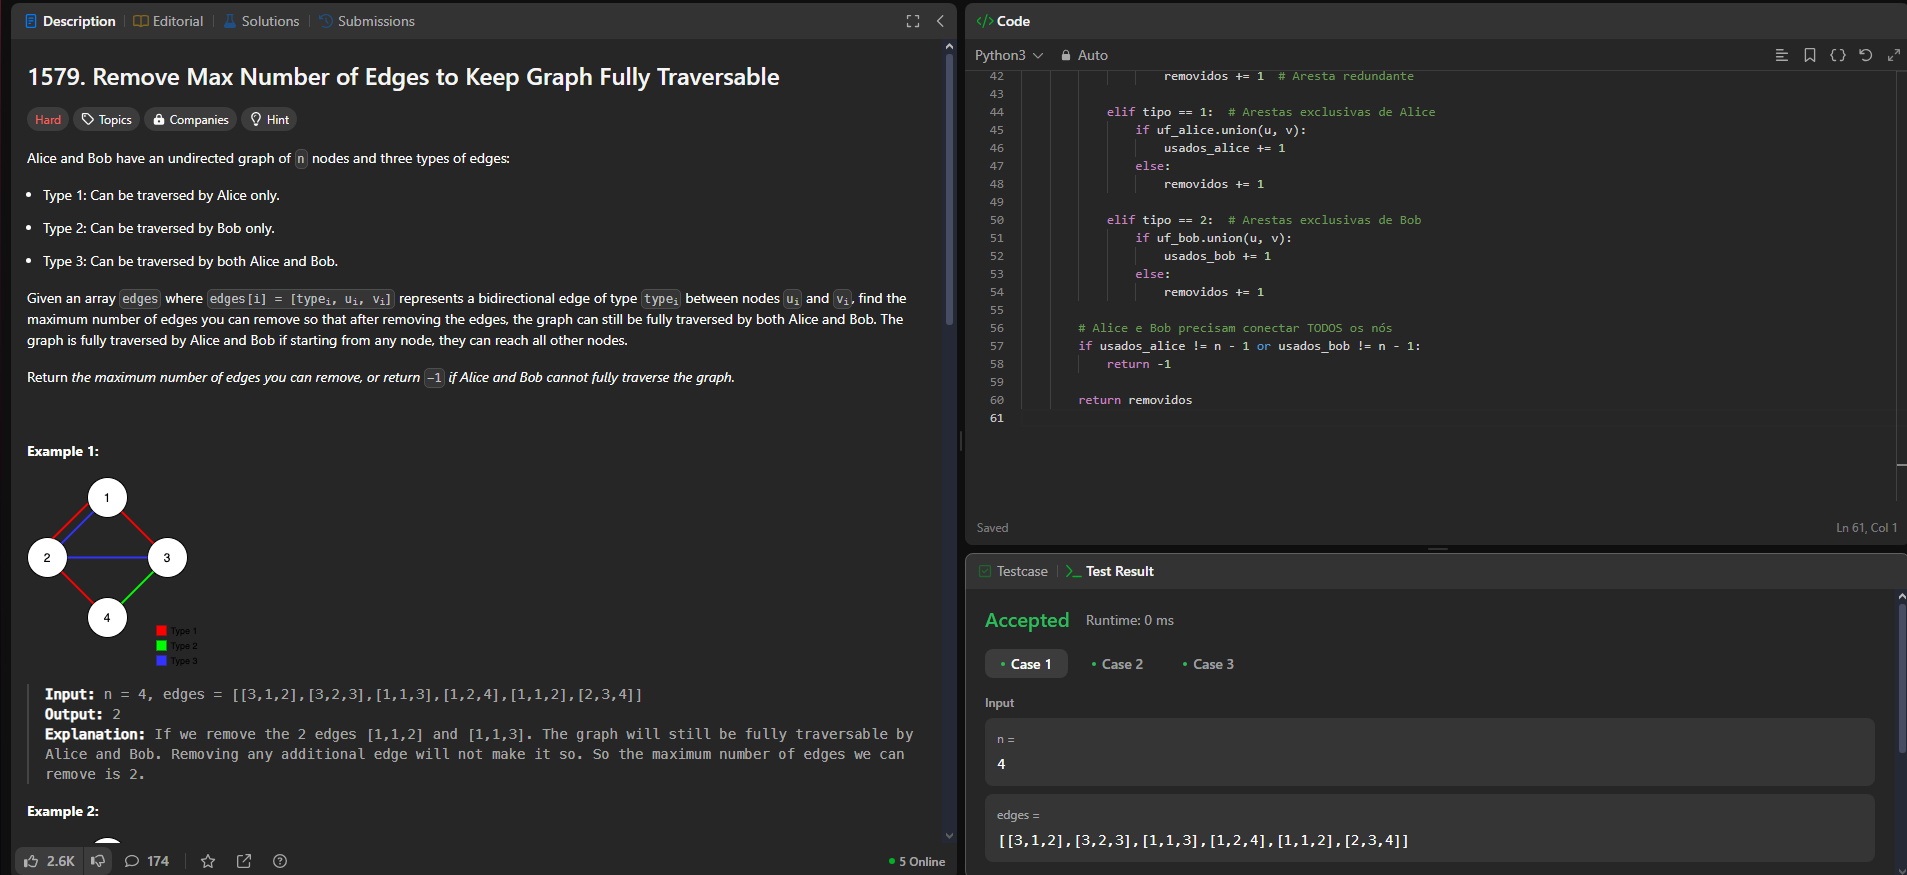 Description
Editorial
Solutions
Submissions
1579. Remove Max Number of Edges to Keep Graph Fully Traversable
Hard
Topics
Companies
Hint
Alice and Bob have an undirected graph of n nodes and three types of edges:
• Type 1: Can be traversed by Alice only.
• Type 2: Can be traversed by Bob only.
• Type 3: Can be traversed by both Alice and Bob.
Given an array edges where edges[i] = [typeᵢ, uᵢ, vᵢ] represents a bidirectional edge of type typeᵢ between nodes uᵢ and vᵢ, find the
maximum number of edges you can remove so that after removing the edges, the graph can still be fully traversed by both Alice and Bob. The
graph is fully traversed by Alice and Bob if starting from any node, they can reach all other nodes.
Return the maximum number of edges you can remove, or return -1 if Alice and Bob cannot fully traverse the graph.
Example 1:
1
2
3
4
Type 1
Type 2
Type 3
Input: n = 4, edges = [[3,1,2],[3,2,3],[1,1,3],[1,2,4],[1,1,2],[2,3,4]]
Output: 2
Explanation: If we remove the 2 edges [1,1,2] and [1,1,3]. The graph will still be fully traversable by
Alice and Bob. Removing any additional edge will not make it so. So the maximum number of edges we can
remove is 2.
Example 2:
2.6K
174
5 Online
</> Code
Python3
Auto
42 removidos += 1 # Aresta redundante
43
44 elif tipo == 1: # Arestas exclusivas de Alice
45 if uf_alice.union(u, v):
46 usados_alice += 1
47 else:
48 removidos += 1
49
50 elif tipo == 2: # Arestas exclusivas de Bob
51 if uf_bob.union(u, v):
52 usados_bob += 1
53 else:
54 removidos += 1
55
56 # Alice e Bob precisam conectar TODOS os nós
57 if usados_alice != n - 1 or usados_bob != n - 1:
58 return -1
59
60 return removidos
61
Saved
Ln 61, Col 1
Testcase
>_ Test Result
Accepted
Runtime: 0 ms
• Case 1
• Case 2
• Case 3
Input
n =
4
edges =
[[3,1,2],[3,2,3],[1,1,3],[1,2,4],[1,1,2],[2,3,4]]